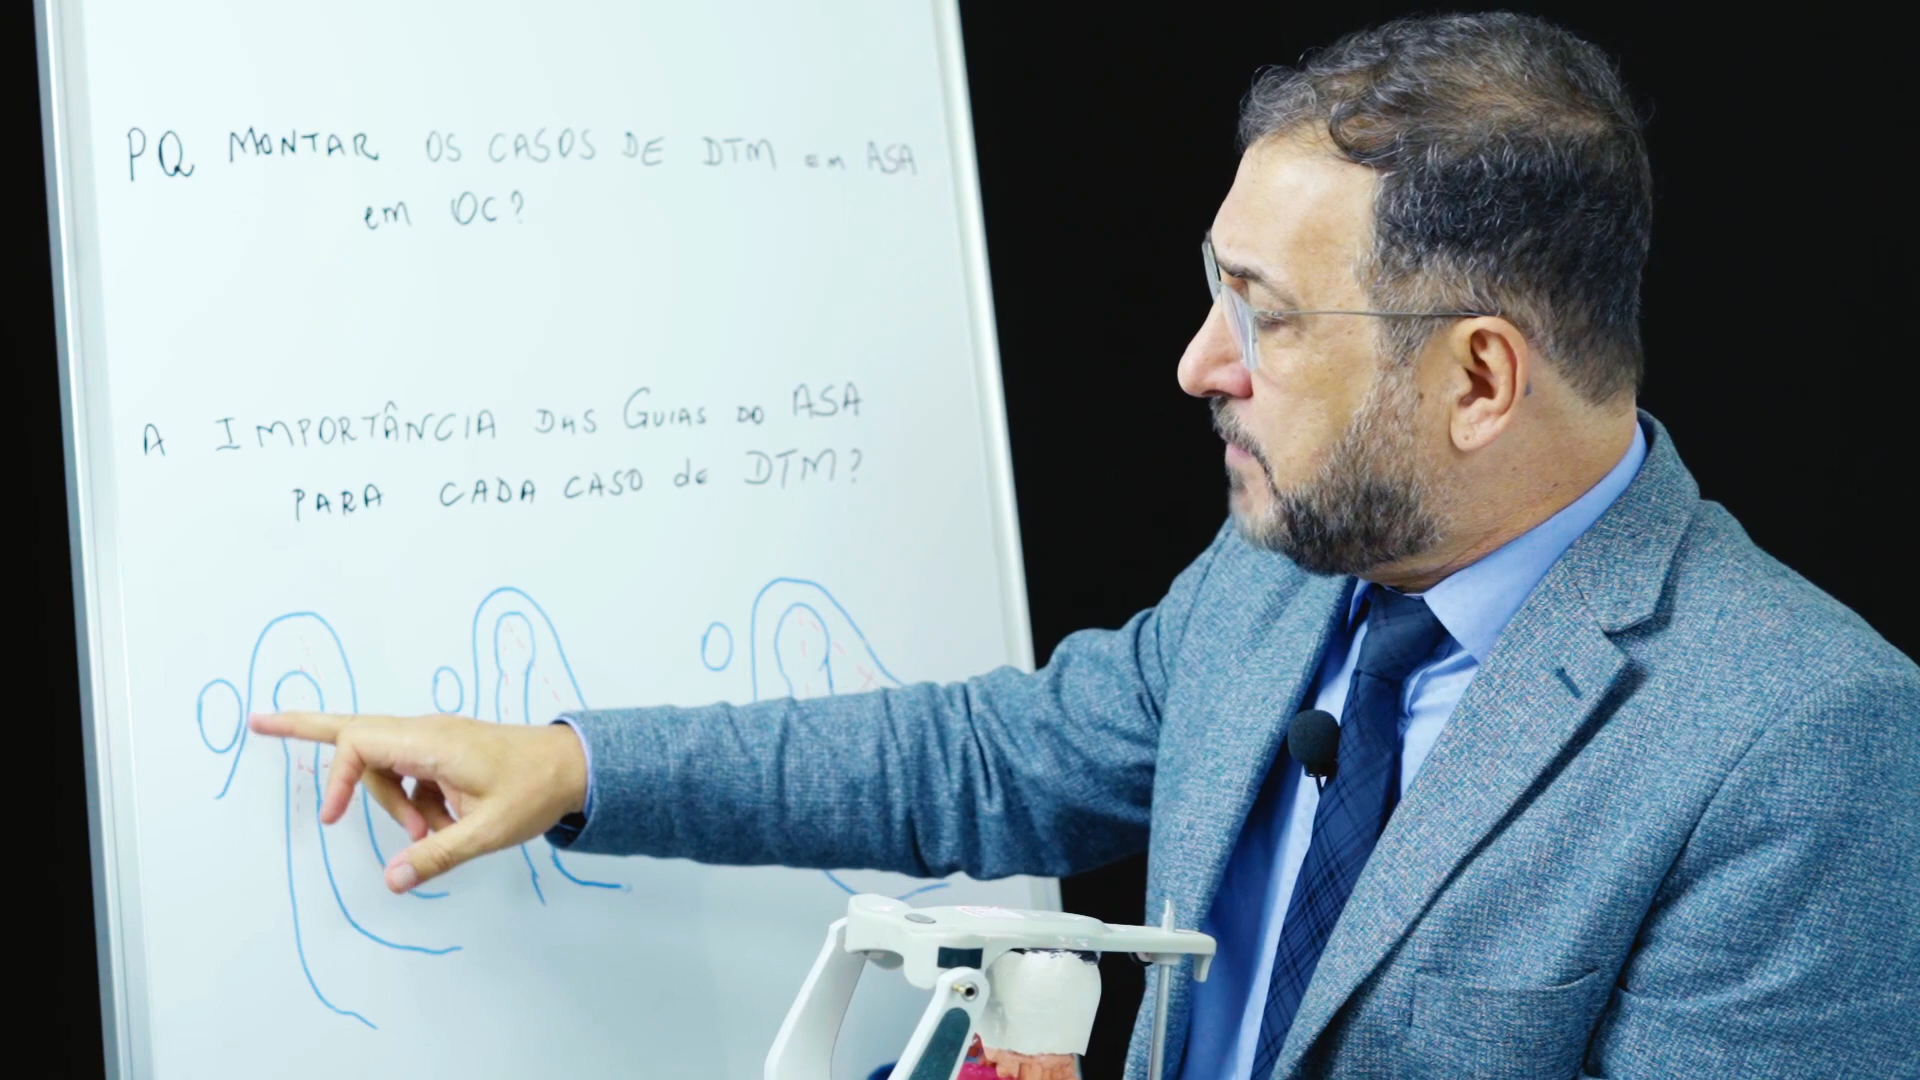 PQ MONTAR OS CASOS DE DTM em ASA
em OC?
A IMPORTÂNCIA DAS GUIAS DO ASA
PARA CADA CASO de DTM?